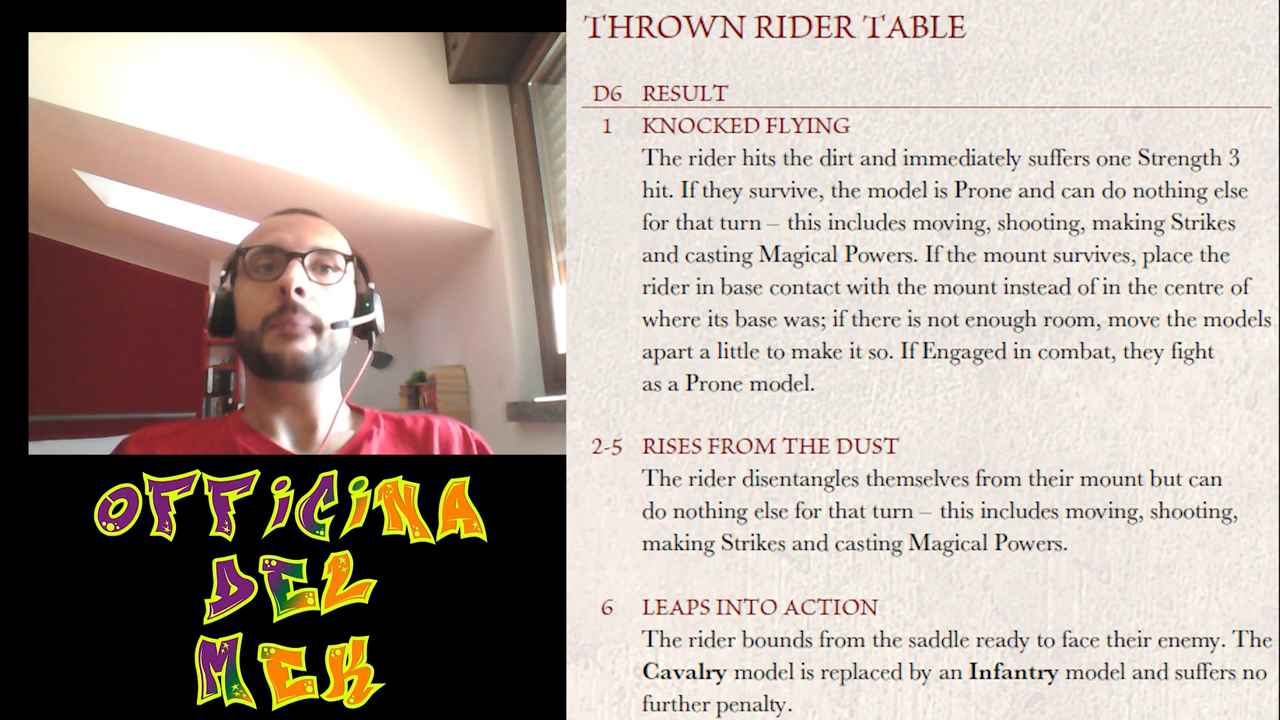 OFFICINA
DEL
MEK
THROWN RIDER TABLE
D6 RESULT
1 KNOCKED FLYING
The rider hits the dirt and immediately suffers one Strength 3
hit. If they survive, the model is Prone and can do nothing else
for that turn – this includes moving, shooting, making Strikes
and casting Magical Powers. If the mount survives, place the
rider in base contact with the mount instead of in the centre of
where its base was; if there is not enough room, move the models
apart a little to make it so. If Engaged in combat, they fight
as a Prone model.
2-5 RISES FROM THE DUST
The rider disentangles themselves from their mount but can
do nothing else for that turn – this includes moving, shooting,
making Strikes and casting Magical Powers.
6 LEAPS INTO ACTION
The rider bounds from the saddle ready to face their enemy. The
Cavalry model is replaced by an Infantry model and suffers no
further penalty.